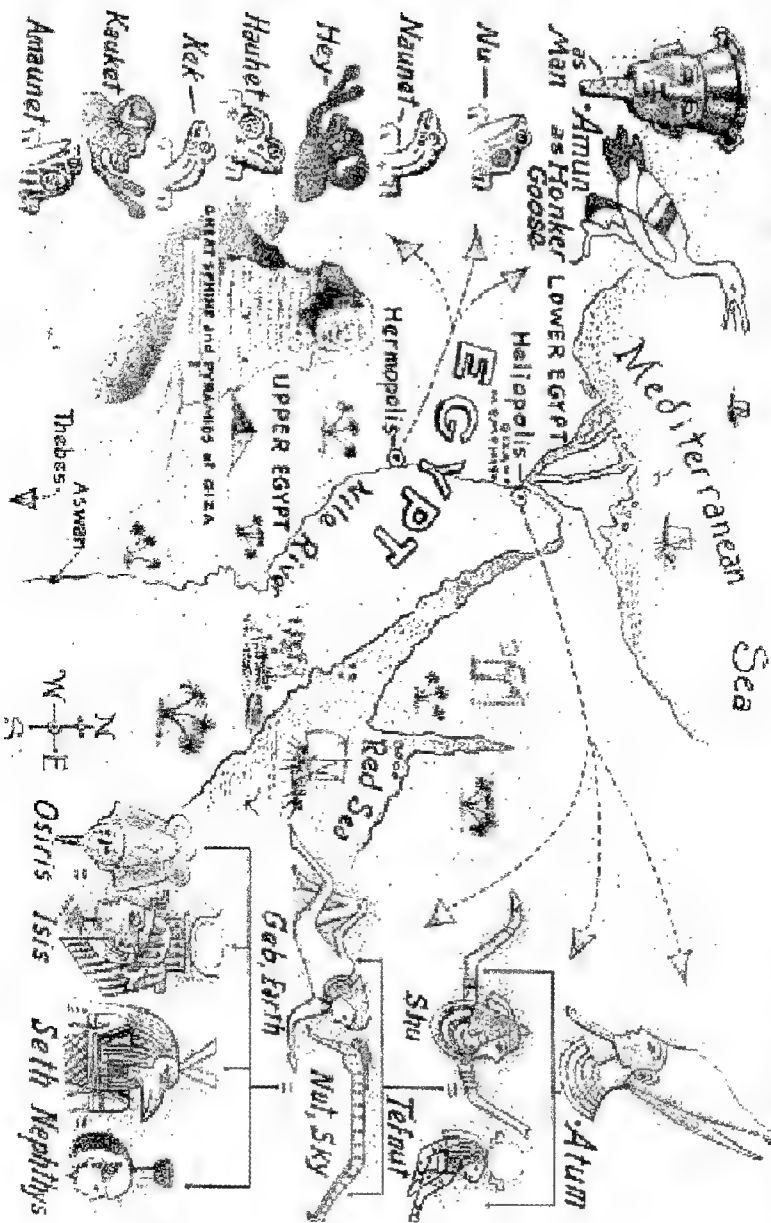 Sea
Mediterranean
as Man
·Amun
as Honker
Goose
LOWER EGYPT
Heliopolis
EGYPT
Hermopolis
Nile River
UPPER EGYPT
GREAT SPHINX and PYRAMIDS of GIZA
Thebes
Aswan
Red Sea
Nu—
Naunet-
Hey-
Hauhet
Kek—
Kauket
Amaunet
·Atum
Shu
Tefnut
Geb, Earth
Nut, Sky
Osiris
Isis
Seth
Nephthys
N
W
E
S